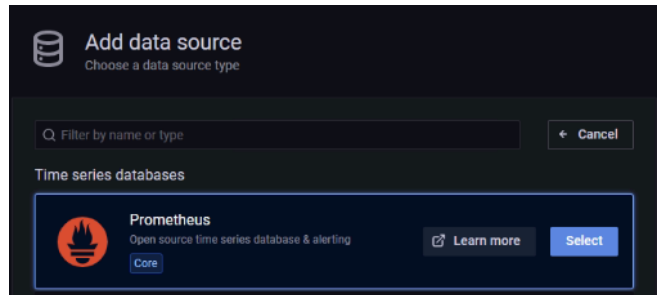 Add data source
Choose a data source type
Filter by name or type
Cancel
Time series databases
Prometheus
Open source time series database & alerting
Learn more
Select
Core